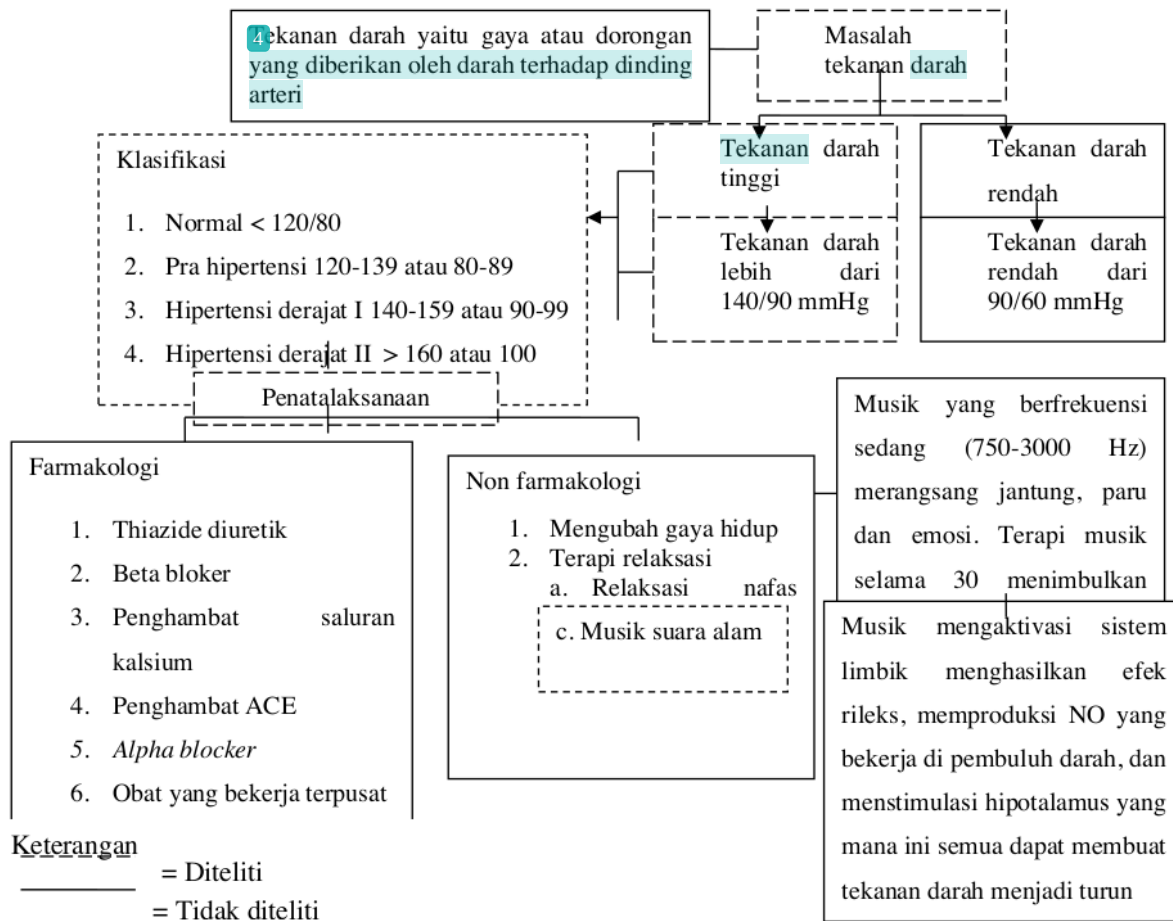 4
Tekanan darah yaitu gaya atau dorongan
yang diberikan oleh darah terhadap dinding
arteri
Masalah
tekanan darah
Klasifikasi
1. Normal < 120/80
2. Pra hipertensi 120-139 atau 80-89
3. Hipertensi derajat I 140-159 atau 90-99
4. Hipertensi derajat II > 160 atau 100
Tekanan darah
tinggi
Tekanan darah
lebih dari
140/90 mmHg
Tekanan darah
rendah
Tekanan darah
rendah dari
90/60 mmHg
Penatalaksanaan
Farmakologi
1. Thiazide diuretik
2. Beta bloker
3. Penghambat saluran
kalsium
4. Penghambat ACE
5. Alpha blocker
6. Obat yang bekerja terpusat
Non farmakologi
1. Mengubah gaya hidup
2. Terapi relaksasi
a. Relaksasi nafas
c. Musik suara alam
Musik yang berfrekuensi
sedang (750-3000 Hz)
merangsang jantung, paru
dan emosi. Terapi musik
selama 30 menimbulkan
Musik mengaktivasi sistem
limbik menghasilkan efek
rileks, memproduksi NO yang
bekerja di pembuluh darah, dan
menstimulasi hipotalamus yang
mana ini semua dapat membuat
tekanan darah menjadi turun
Keterangan
= Diteliti
= Tidak diteliti